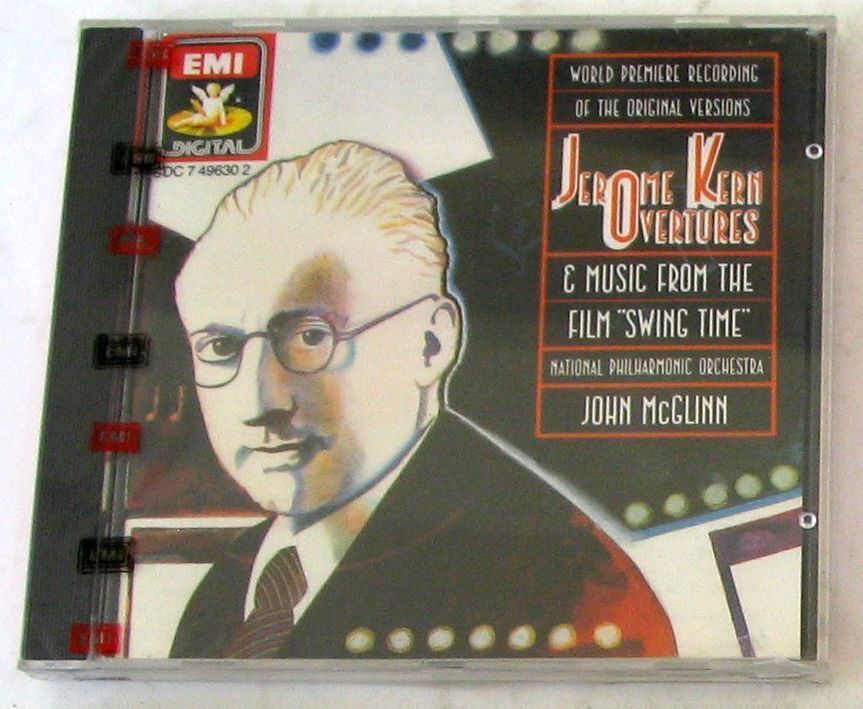 EMI
DIGITAL
DC 7 49630 2
WORLD PREMIERE RECORDING
OF THE ORIGINAL VERSIONS
JEROME KERN
OVERTURES
& MUSIC FROM THE
FILM "SWING TIME"
NATIONAL PHILHARMONIC ORCHESTRA
JOHN McGLINN